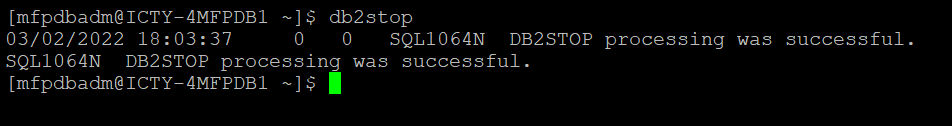 [mfpdbadm@ICTY-4MFPDB1 ~]$ db2stop
03/02/2022 18:03:37     0   0   SQL1064N  DB2STOP processing was successful.
SQL1064N  DB2STOP processing was successful.
[mfpdbadm@ICTY-4MFPDB1 ~]$